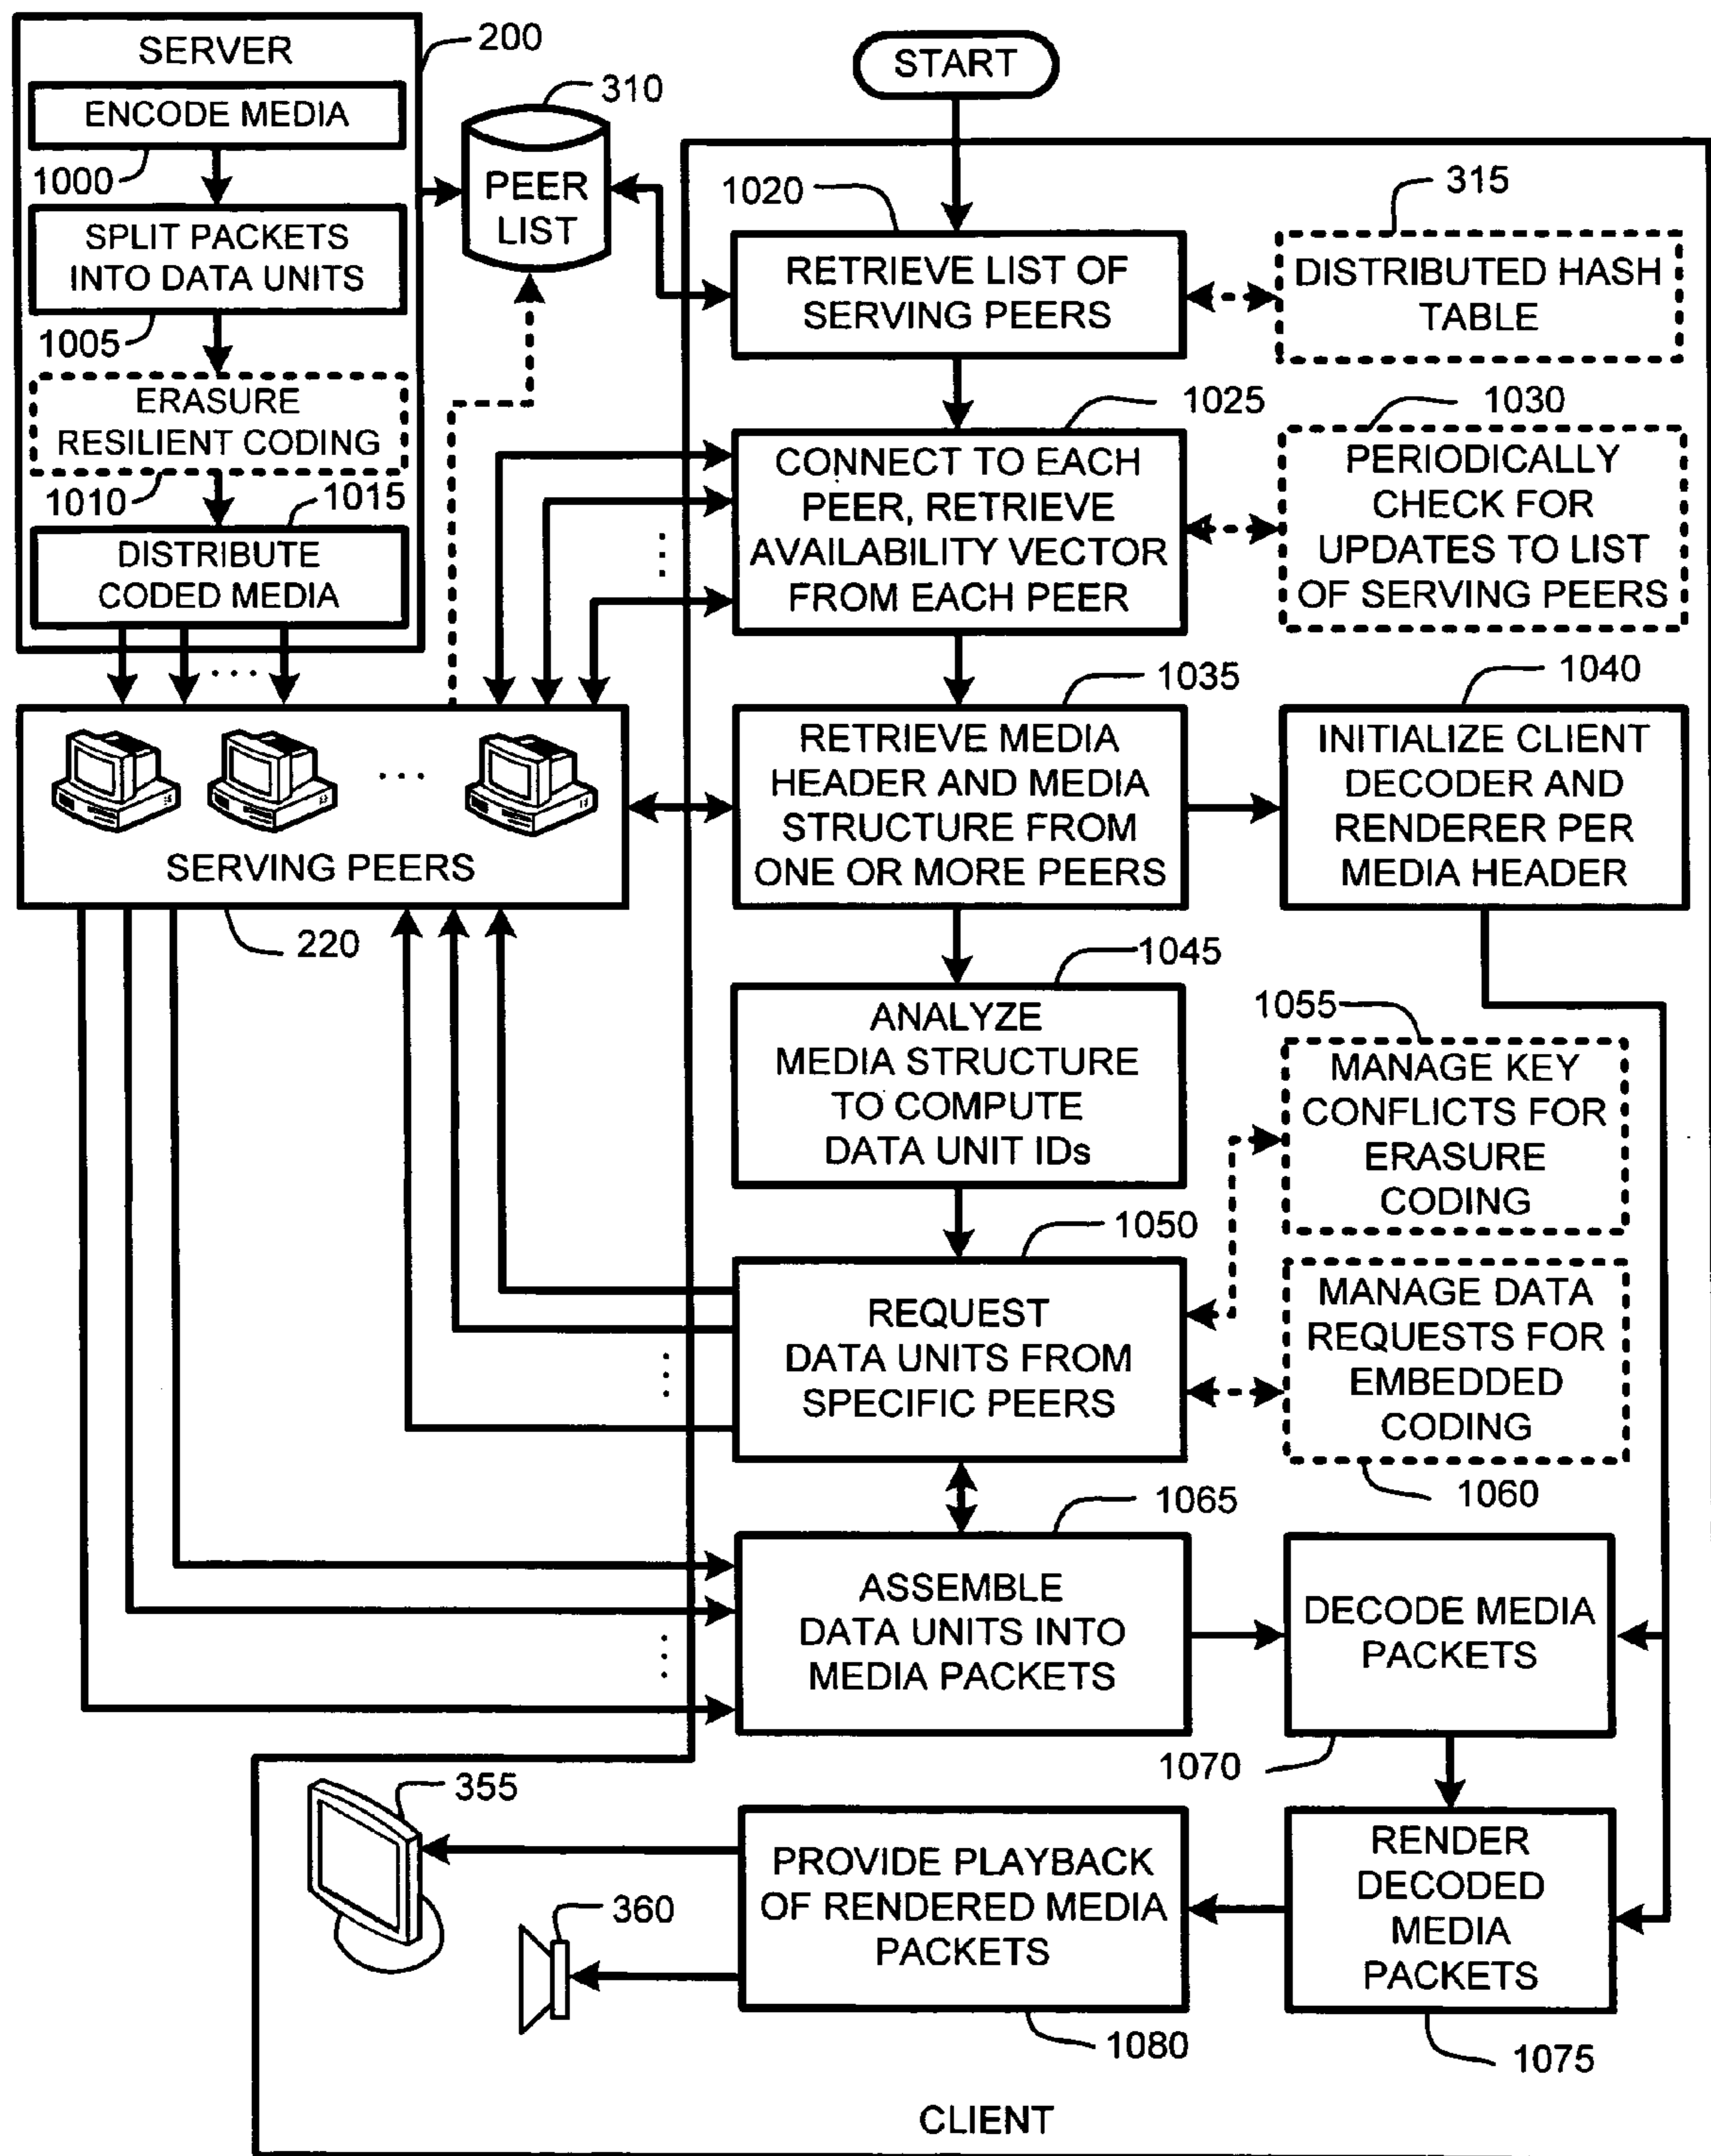 SERVER
200
ENCODE MEDIA
1000
SPLIT PACKETS
INTO DATA UNITS
1005
ERASURE
RESILIENT CODING
1010
1015
DISTRIBUTE
CODED MEDIA
310
PEER
LIST
START
1020
RETRIEVE LIST OF
SERVING PEERS
315
DISTRIBUTED HASH
TABLE
1025
CONNECT TO EACH
PEER, RETRIEVE
AVAILABILITY VECTOR
FROM EACH PEER
1030
PERIODICALLY
CHECK FOR
UPDATES TO LIST
OF SERVING PEERS
SERVING PEERS
220
1035
RETRIEVE MEDIA
HEADER AND MEDIA
STRUCTURE FROM
ONE OR MORE PEERS
1040
INITIALIZE CLIENT
DECODER AND
RENDERER PER
MEDIA HEADER
1045
ANALYZE
MEDIA STRUCTURE
TO COMPUTE
DATA UNIT IDs
1055
MANAGE KEY
CONFLICTS FOR
ERASURE
CODING
1050
REQUEST
DATA UNITS FROM
SPECIFIC PEERS
MANAGE DATA
REQUESTS FOR
EMBEDDED
CODING
1060
1065
ASSEMBLE
DATA UNITS INTO
MEDIA PACKETS
DECODE MEDIA
PACKETS
1070
355
360
PROVIDE PLAYBACK
OF RENDERED MEDIA
PACKETS
1080
RENDER
DECODED
MEDIA
PACKETS
1075
CLIENT